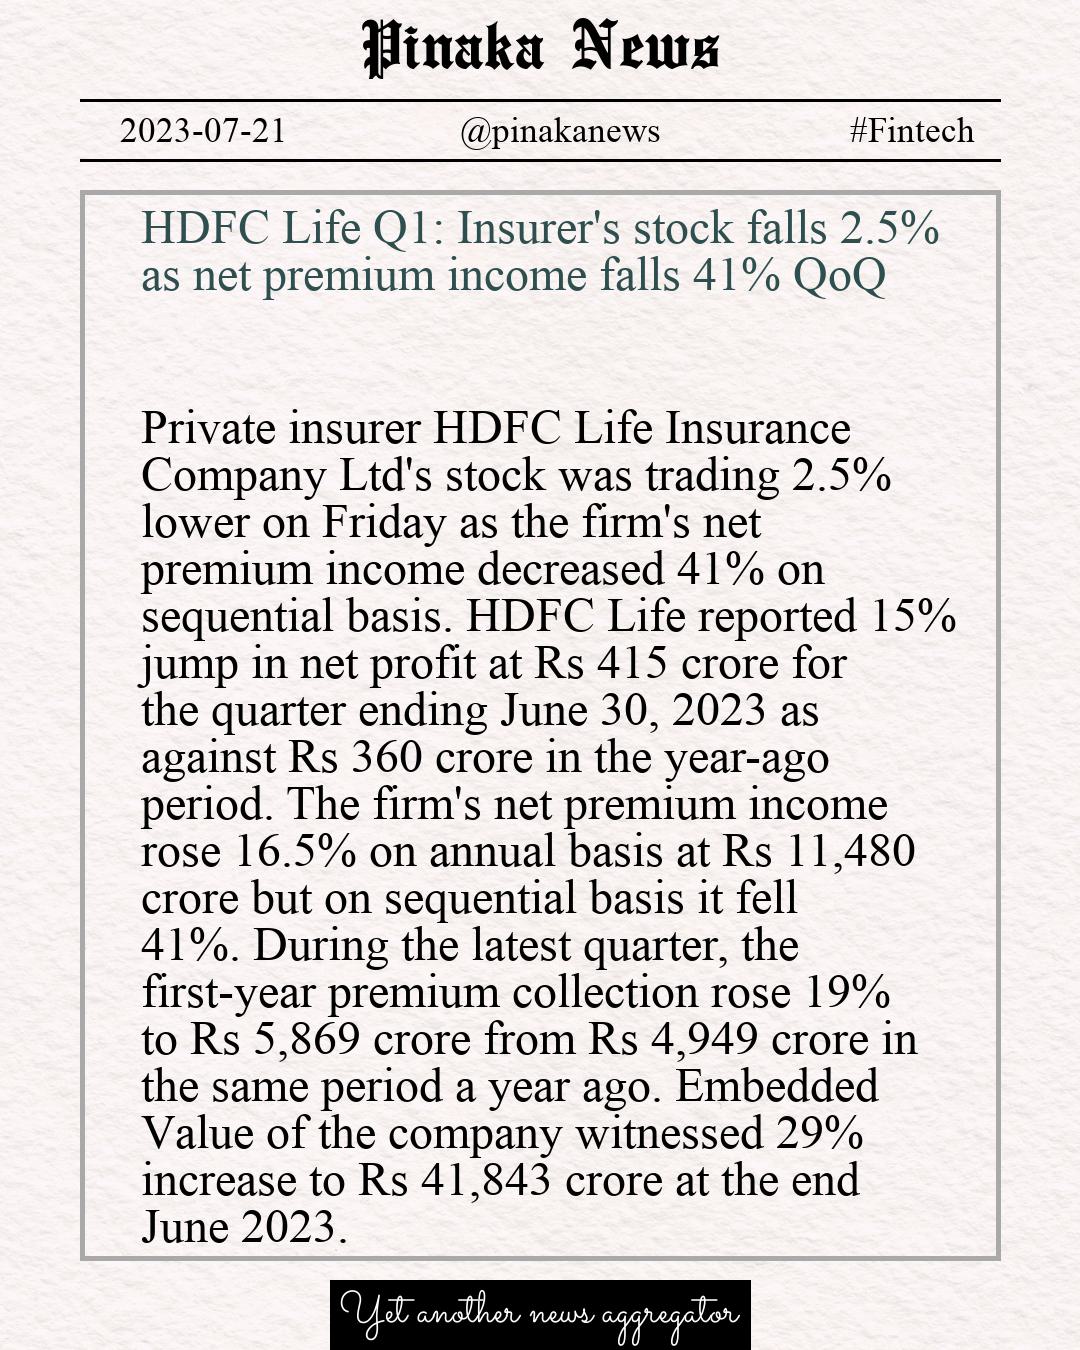 Pinaka News
2023-07-21 @pinakanews #Fintech
HDFC Life Q1: Insurer's stock falls 2.5%
as net premium income falls 41% QoQ
Private insurer HDFC Life Insurance
Company Ltd's stock was trading 2.5%
lower on Friday as the firm's net
premium income decreased 41% on
sequential basis. HDFC Life reported 15%
jump in net profit at Rs 415 crore for
the quarter ending June 30, 2023 as
against Rs 360 crore in the year-ago
period. The firm's net premium income
rose 16.5% on annual basis at Rs 11,480
crore but on sequential basis it fell
41%. During the latest quarter, the
first-year premium collection rose 19%
to Rs 5,869 crore from Rs 4,949 crore in
the same period a year ago. Embedded
Value of the company witnessed 29%
increase to Rs 41,843 crore at the end
June 2023.
Yet another news aggregator